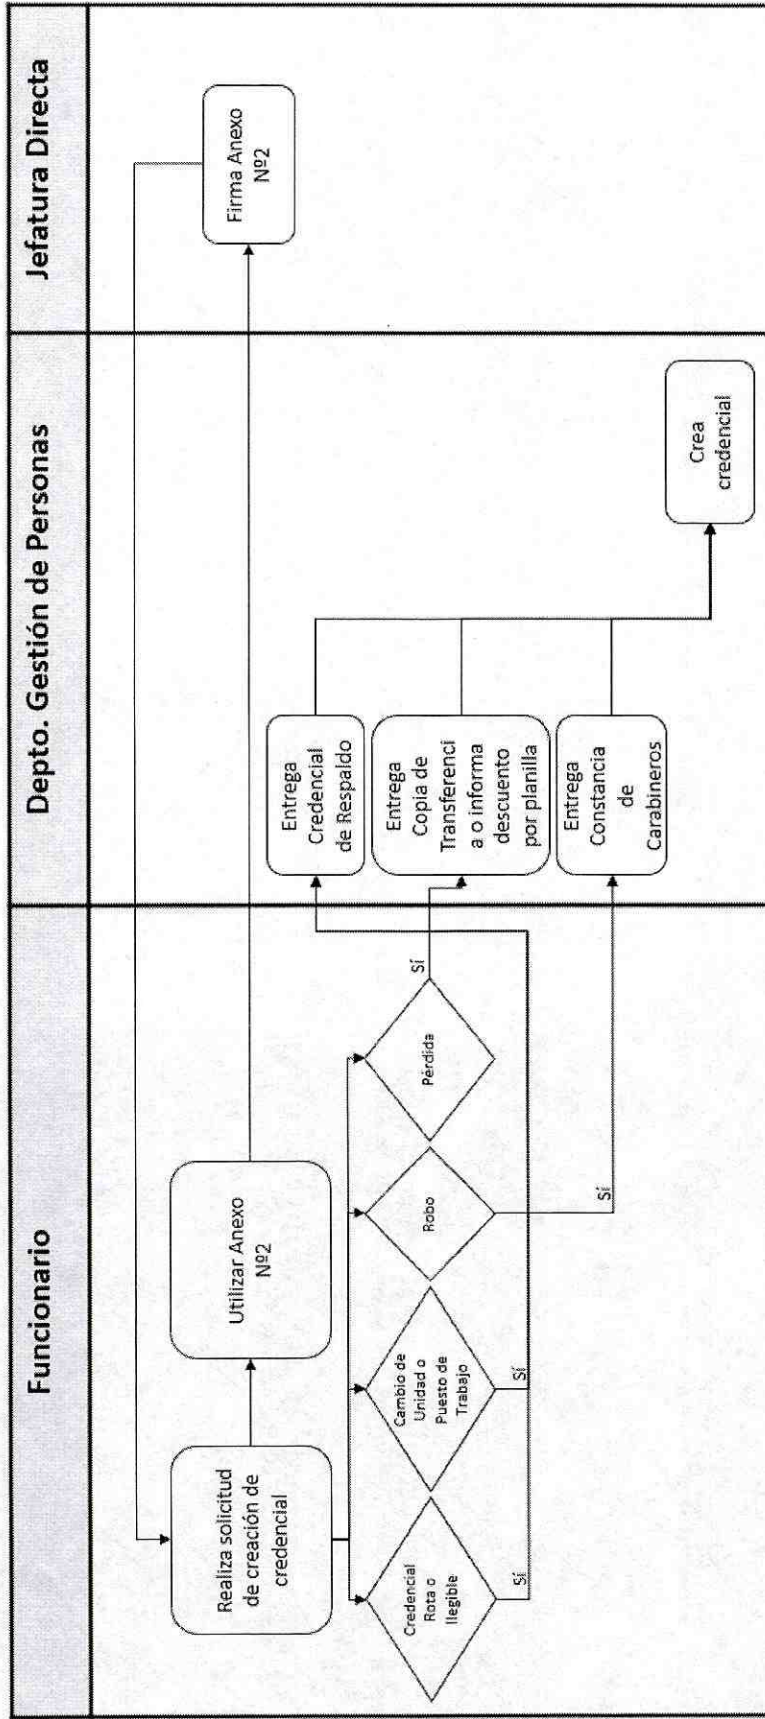 Funcionario
Depto. Gestión de Personas
Jefatura Directa
Realiza solicitud
de creación de
credencial
Utilizar Anexo
Nº2
Firma Anexo
Nº2
Credencial
Rota o
Ilegible
Sí
Cambio de
Unidad o
Puesto de
Trabajo
Sí
Robo
Sí
Pérdida
Sí
Entrega
Credencial
de Respaldo
Entrega
Copia de
Transferenci
a o informa
descuento
por planilla
Entrega
Constancia
de
Carabineros
Crea
credencial